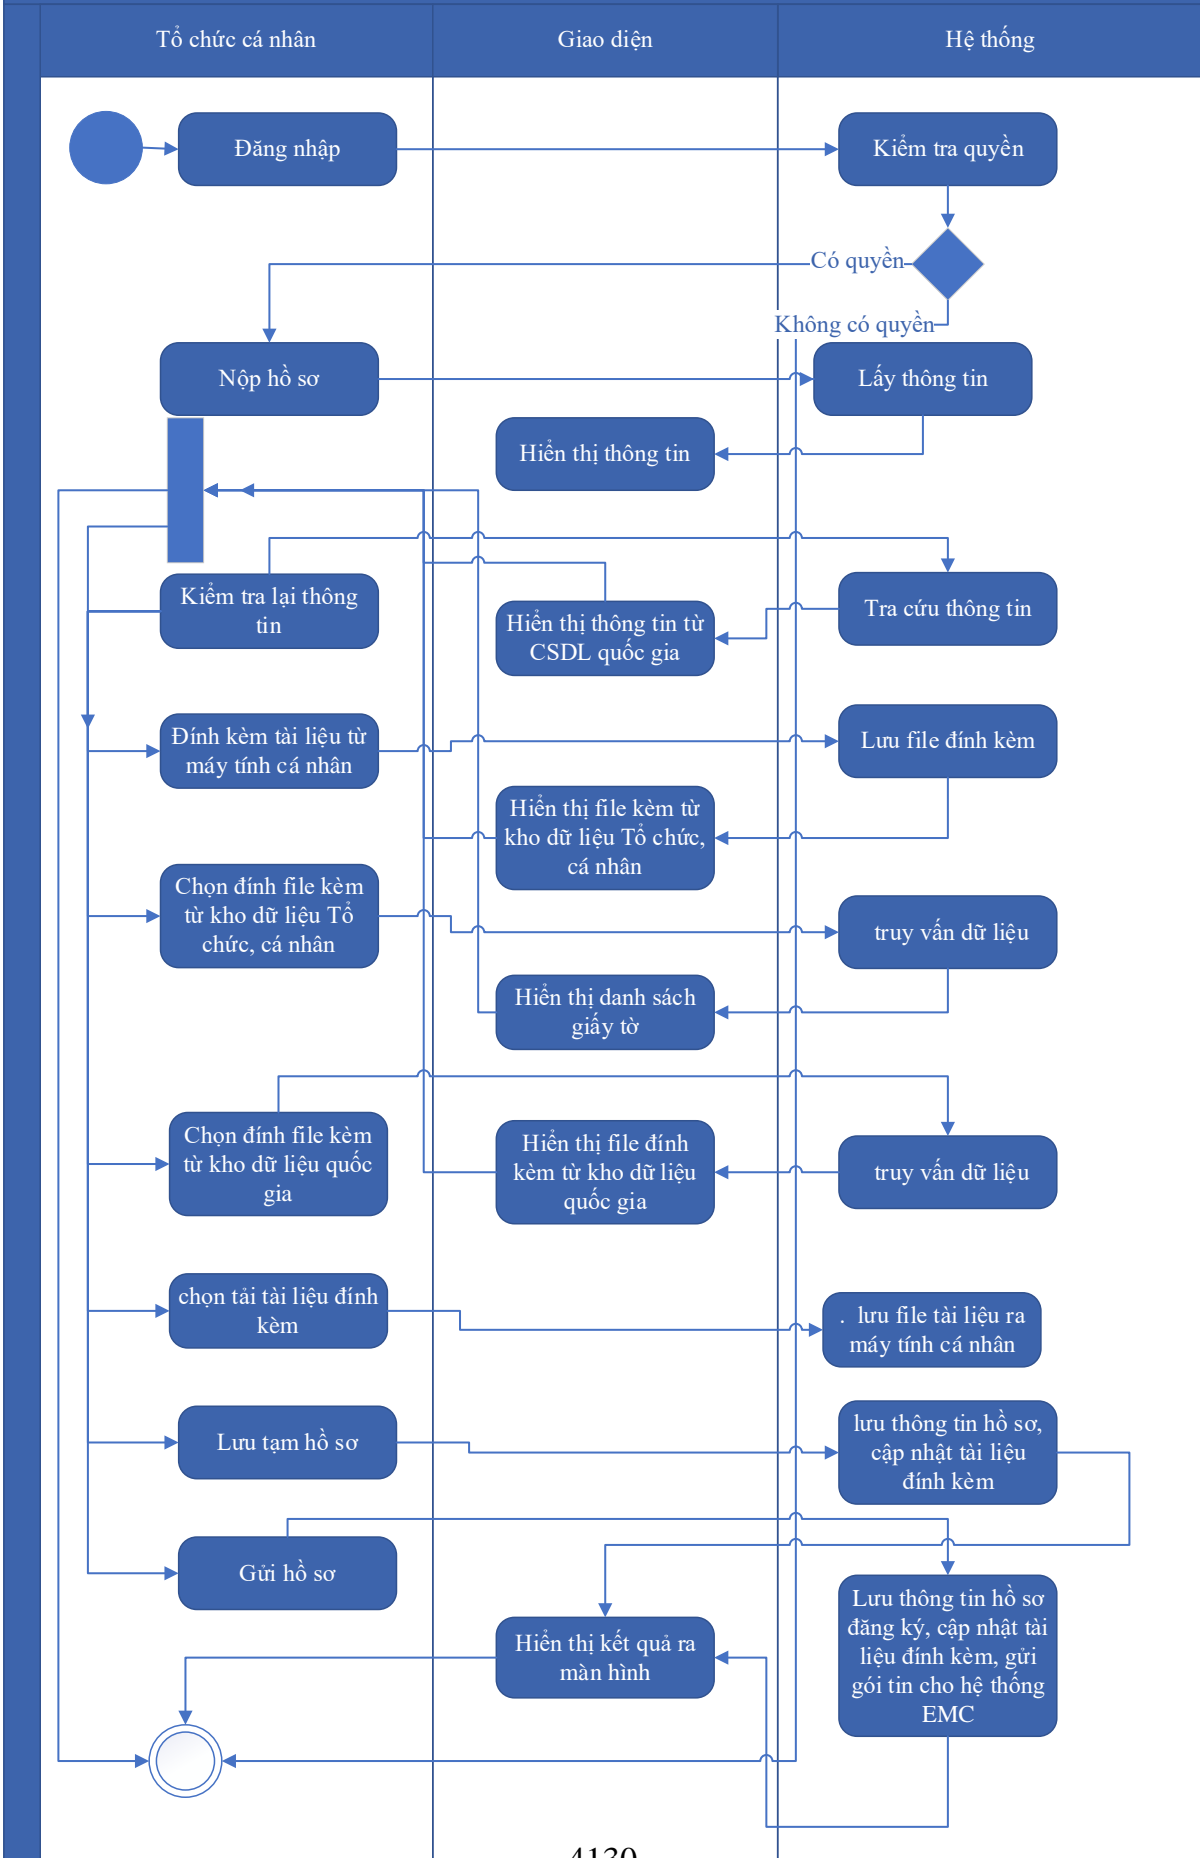 Tổ chức cá nhân
Giao diện
Hệ thống
Đăng nhập
Kiểm tra quyền
Có quyền
Không có quyền
Nộp hồ sơ
Lấy thông tin
Hiển thị thông tin
Kiểm tra lại thông
tin
Hiển thị thông tin từ
CSDL quốc gia
Tra cứu thông tin
Đính kèm tài liệu từ
máy tính cá nhân
Lưu file đính kèm
Hiển thị file kèm từ
kho dữ liệu Tổ chức,
cá nhân
Chọn đính file kèm
từ kho dữ liệu Tổ
chức, cá nhân
truy vấn dữ liệu
Hiển thị danh sách
giấy tờ
Chọn đính file kèm
từ kho dữ liệu quốc
gia
Hiển thị file đính
kèm từ kho dữ liệu
quốc gia
truy vấn dữ liệu
chọn tải tài liệu đính
kèm
. lưu file tài liệu ra
máy tính cá nhân
Lưu tạm hồ sơ
lưu thông tin hồ sơ,
cập nhật tài liệu
đính kèm
Gửi hồ sơ
Lưu thông tin hồ sơ
đăng ký, cập nhật tài
liệu đính kèm, gửi
gói tin cho hệ thống
EMC
Hiển thị kết quả ra
màn hình
4130